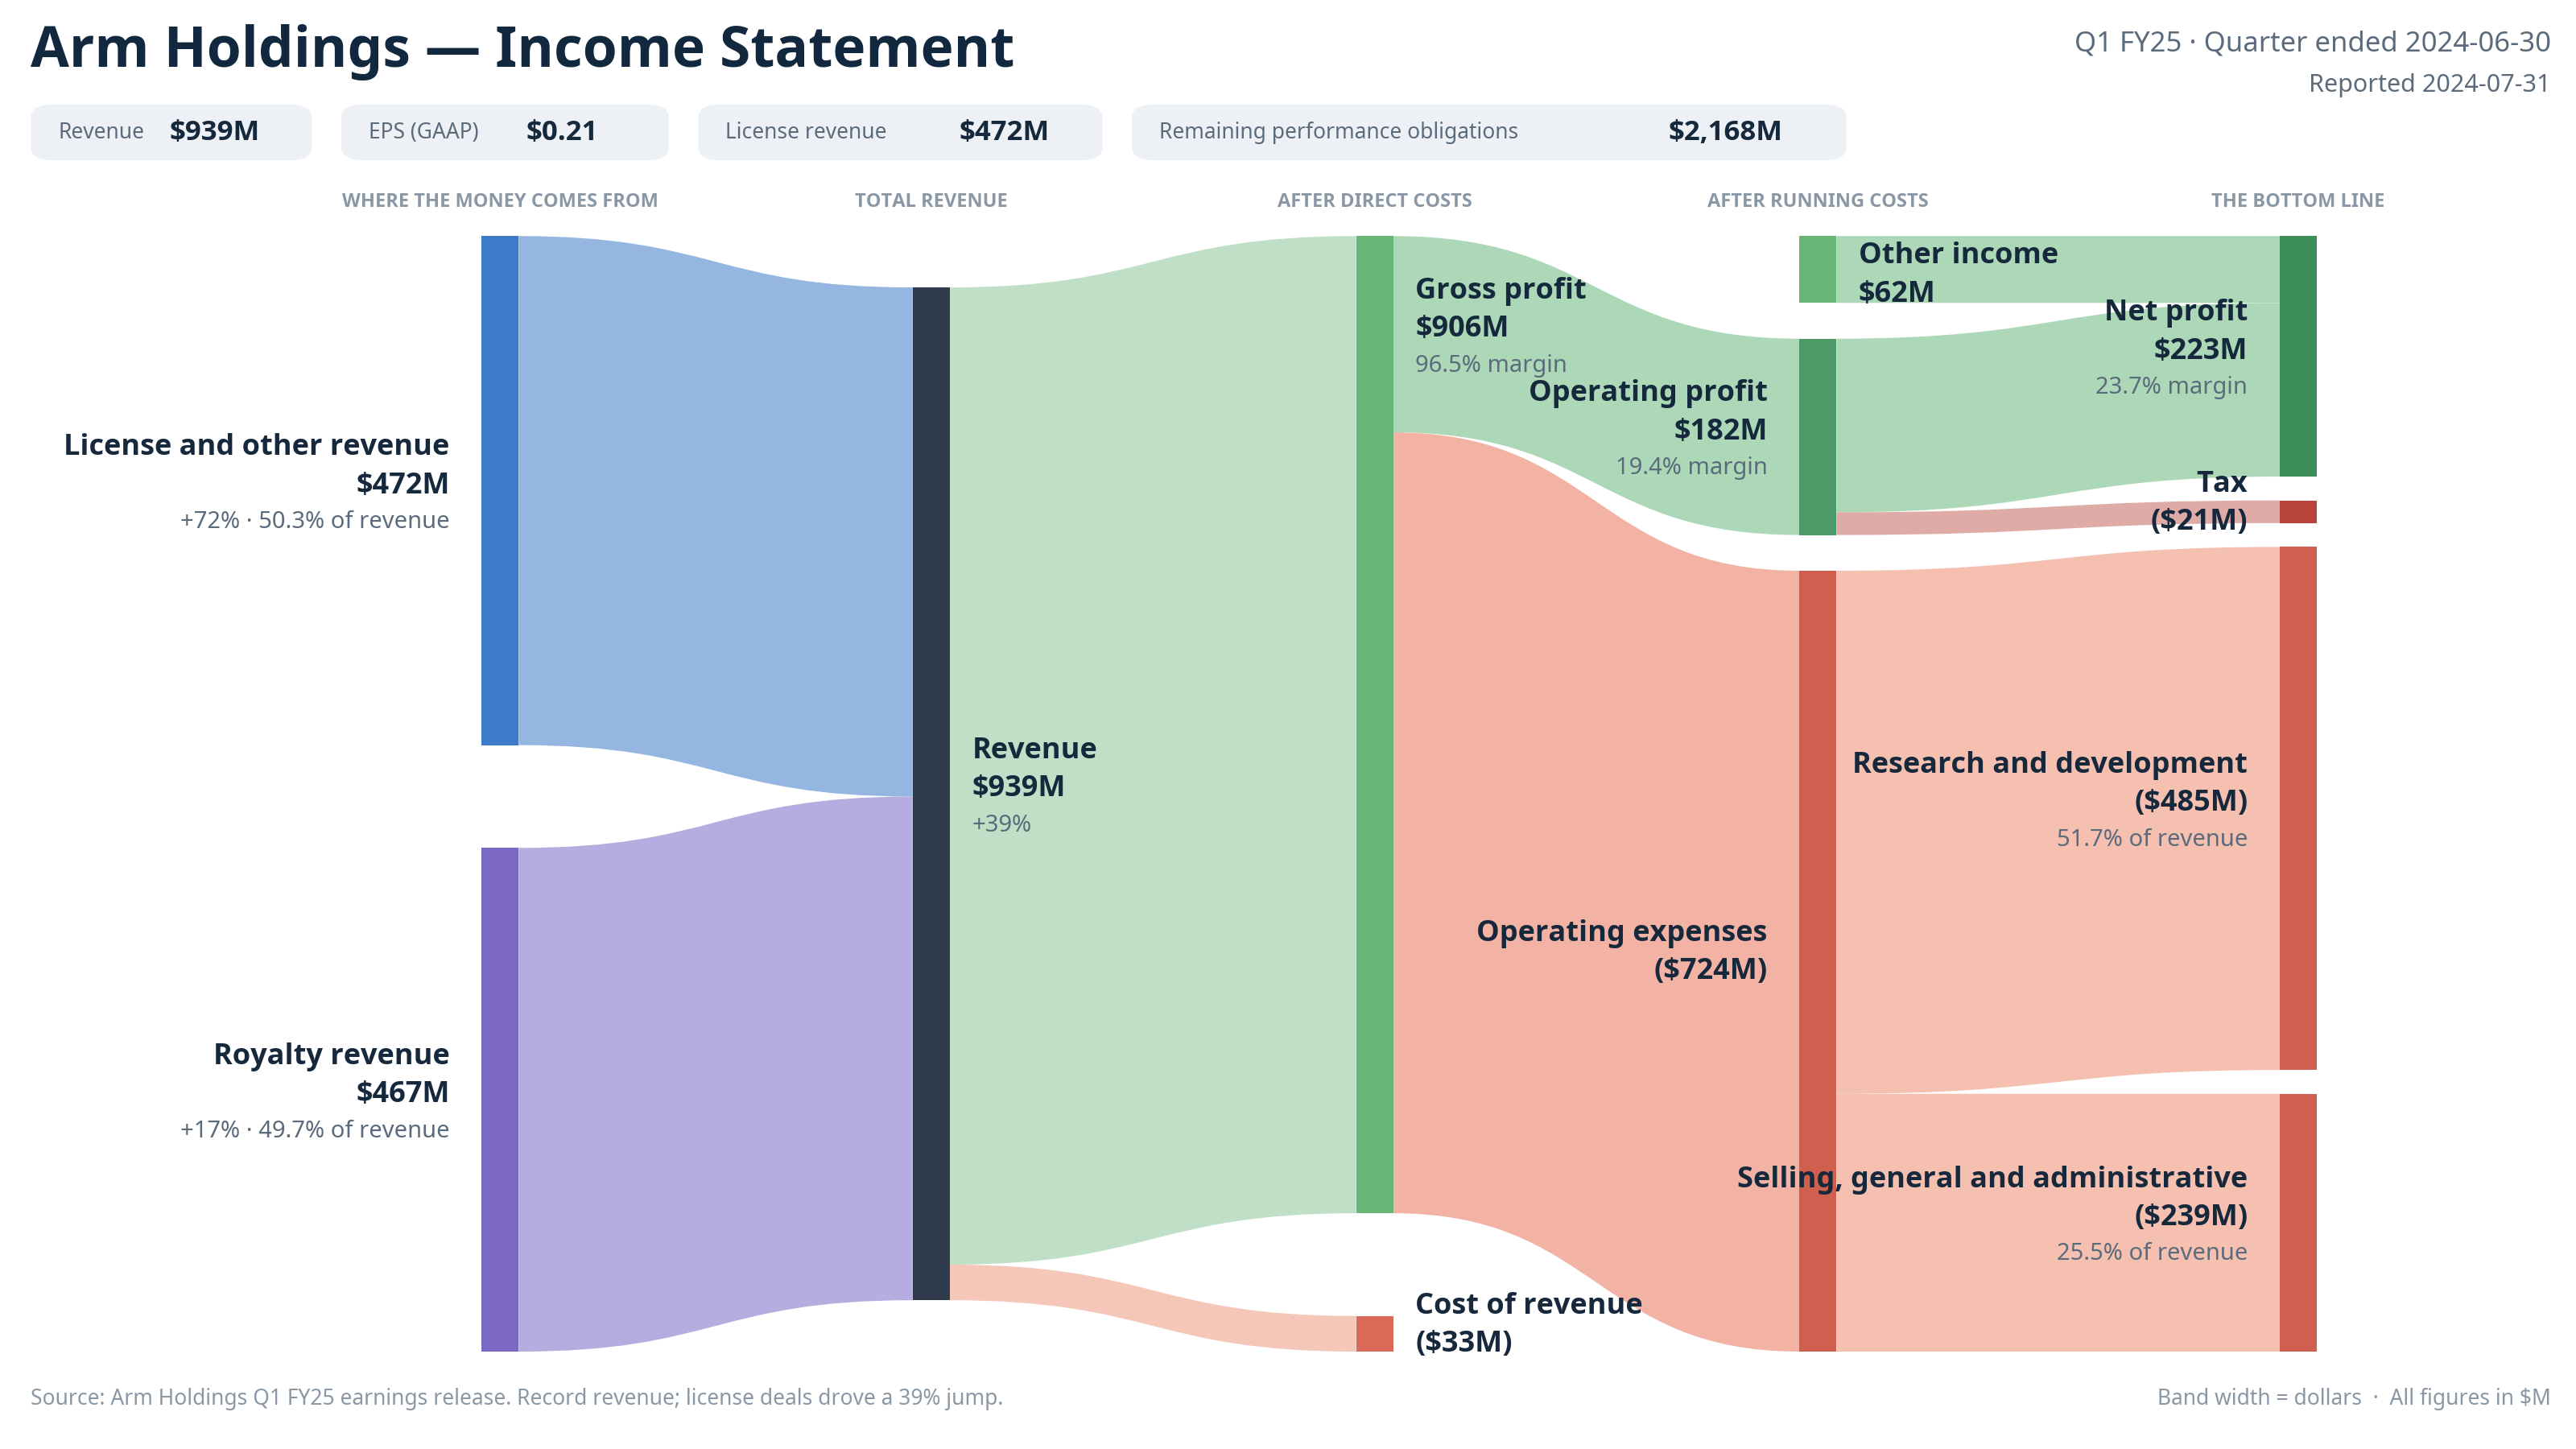 Arm Holdings — Income Statement
Q1 FY25 · Quarter ended 2024-06-30
Reported 2024-07-31
Revenue $939M
EPS (GAAP) $0.21
License revenue $472M
Remaining performance obligations $2,168M
WHERE THE MONEY COMES FROM
TOTAL REVENUE
AFTER DIRECT COSTS
AFTER RUNNING COSTS
THE BOTTOM LINE
License and other revenue
$472M
+72% · 50.3% of revenue
Royalty revenue
$467M
+17% · 49.7% of revenue
Revenue
$939M
+39%
Gross profit
$906M
96.5% margin
Cost of revenue
($33M)
Operating profit
$182M
19.4% margin
Operating expenses
($724M)
Other income
$62M
Net profit
$223M
23.7% margin
Tax
($21M)
Research and development
($485M)
51.7% of revenue
Selling, general and administrative
($239M)
25.5% of revenue
Source: Arm Holdings Q1 FY25 earnings release. Record revenue; license deals drove a 39% jump.
Band width = dollars · All figures in $M